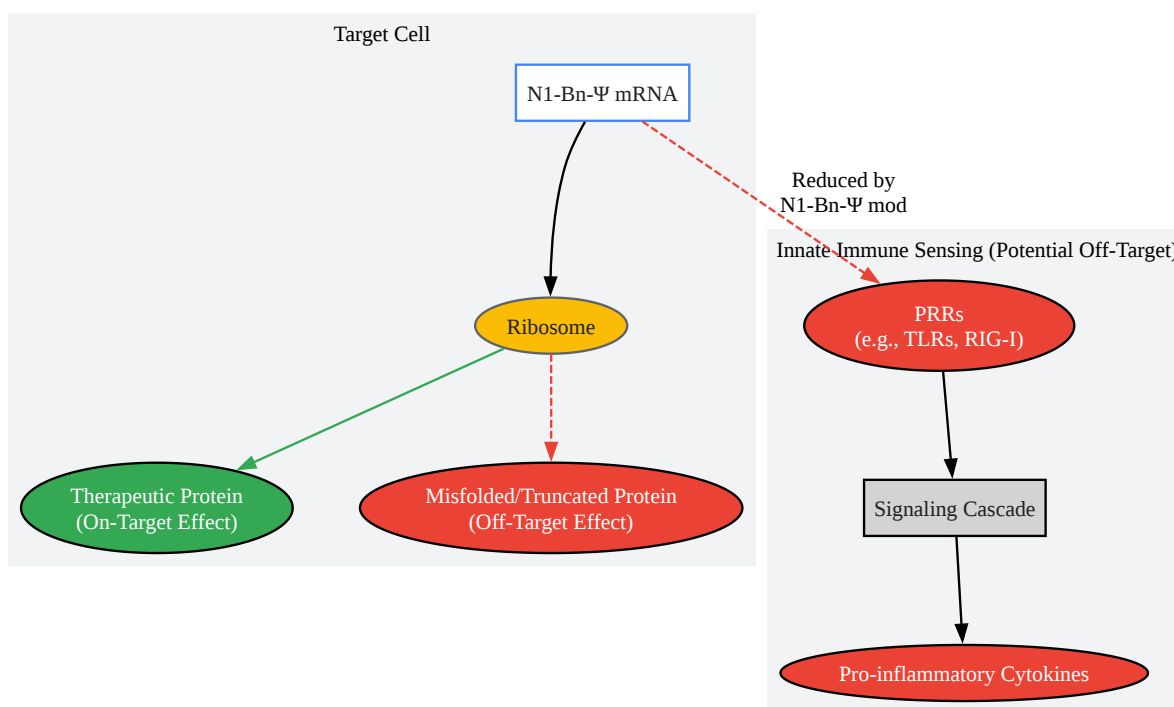 Target Cell
N1-Bn-Ψ mRNA
Reduced by
N1-Bn-Ψ mod
Innate Immune Sensing (Potential Off-Target)
PRRs
(e.g., TLRs, RIG-I)
Ribosome
Therapeutic Protein
(On-Target Effect)
Misfolded/Truncated Protein
(Off-Target Effect)
Signaling Cascade
Pro-inflammatory Cytokines